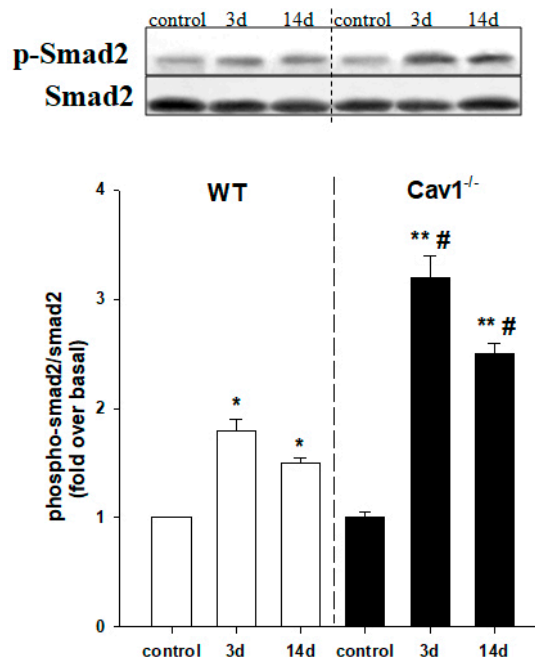 control 3d 14d control 3d 14d
p-Smad2
Smad2
WT Cav1-/-
** #
** #
*
*
4
3
2
1
0
phospho-smad2/smad2
(fold over basal)
control 3d 14d control 3d 14d